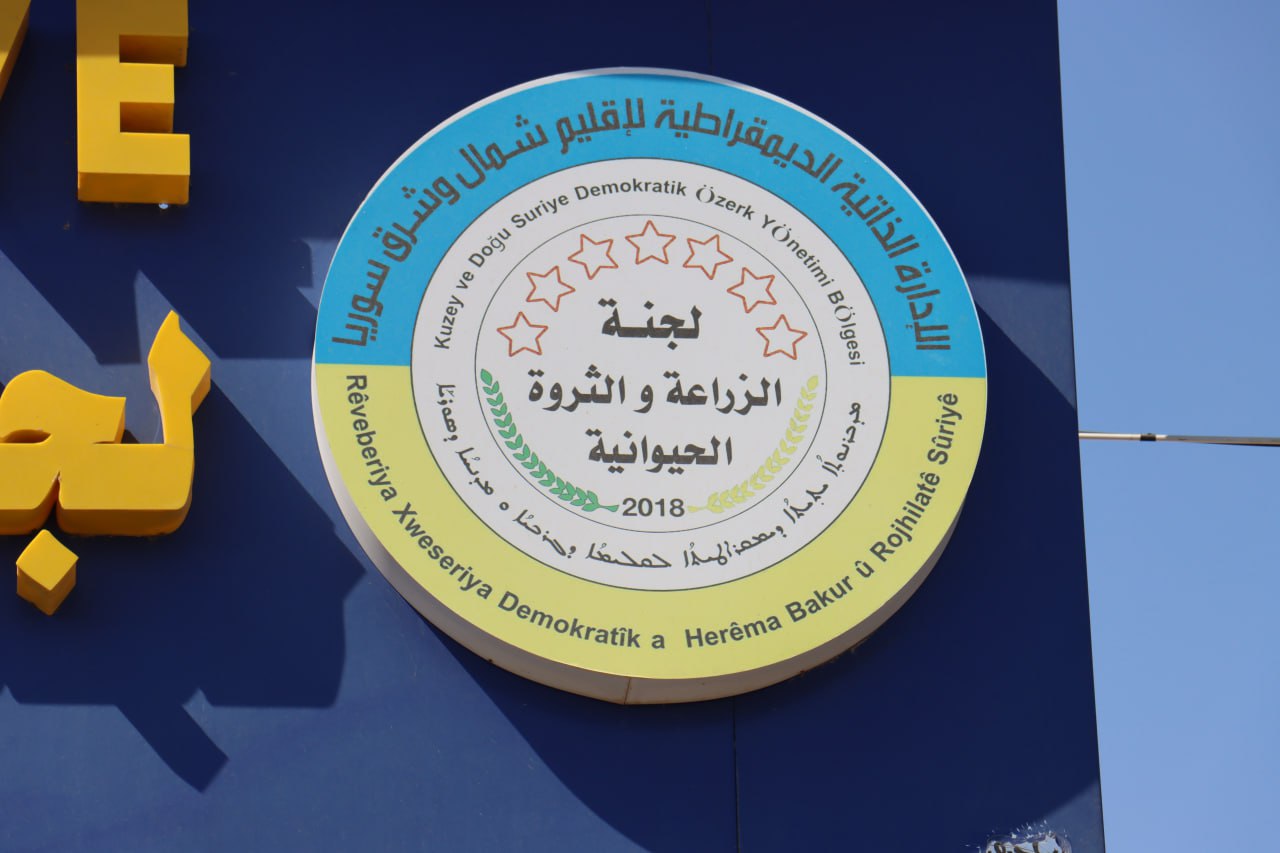 الإدارة الذاتية الديمقراطية لإقليم شمال وشرق سوريا
Kuzey ve Doğu Suriye Demokratik Özerk YÖnetimi BÖlgesi
لجنة
الزراعة و الثروة
الحيوانية
2018
Rêveberiya Xweseriya Demokratîk a Herêma Bakur û Rojhilatê Sûriyê
E